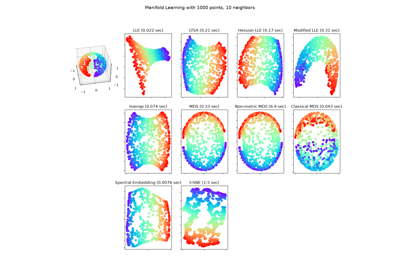 Manifold Learning with 1000 points, 10 neighbors
LLE (0.022 sec)
LTSA (0.21 sec)
Hessian LLE (0.17 sec)
Modified LLE (0.31 sec)
Isomap (0.074 sec)
MDS (0.33 sec)
Non-metric MDS (6.9 sec)
Classical MDS (0.043 sec)
Spectral Embedding (0.0076 sec)
t-SNE (1.5 sec)